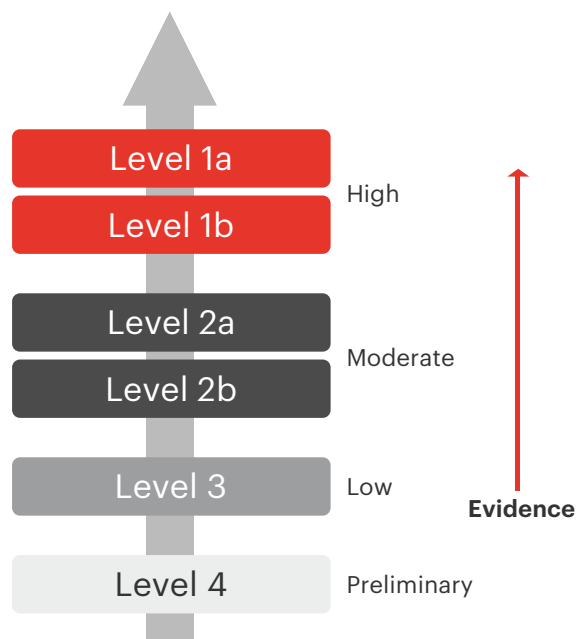 Level 1a
High
Level 1b
Level 2a
Moderate
Level 2b
Level 3
Low
Evidence
Level 4
Preliminary